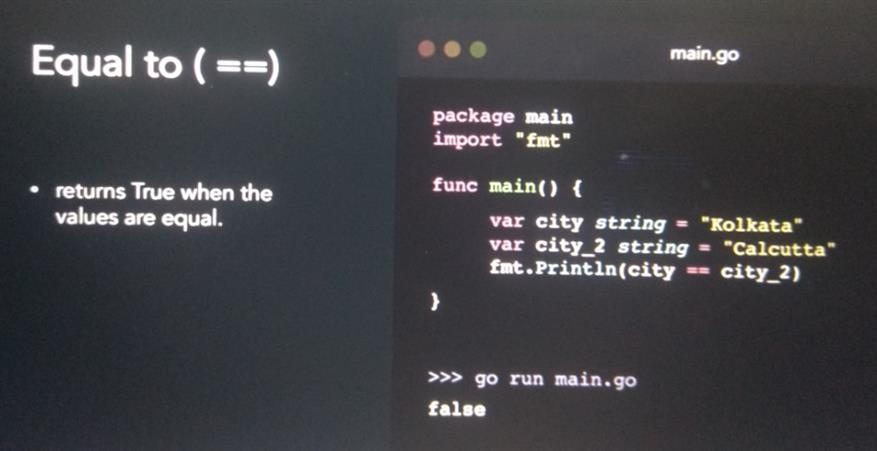 Equal to ( ==)
• returns True when the
values are equal.
main.go
package main
import "fmt"
func main() {
var city string = "Kolkata"
var city_2 string = "Calcutta"
fmt.Println(city == city_2)
}
>>> go run main.go
false